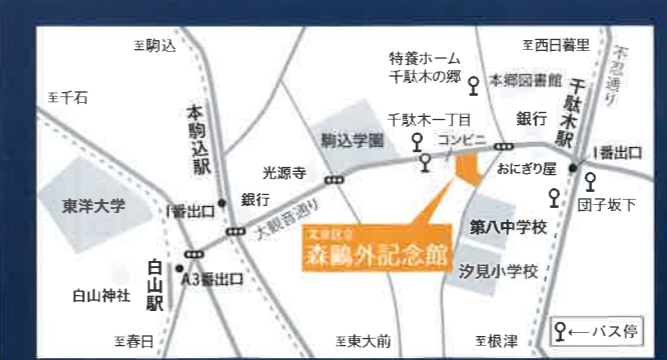 至駒込
至西日暮里
不忍通り
特養ホーム
千駄木の郷
本郷図書館
至千石
千駄木駅
本駒込駅
千駄木一丁目
銀行
駒込学園
コンビニ
1番出口
光源寺
おにぎり屋
東洋大学
1番出口
銀行
大観音通り
団子坂下
文京区立
森鷗外記念館
第八中学校
汐見小学校
白山駅
A3番出口
白山神社
至春日
至東大前
至根津
←バス停